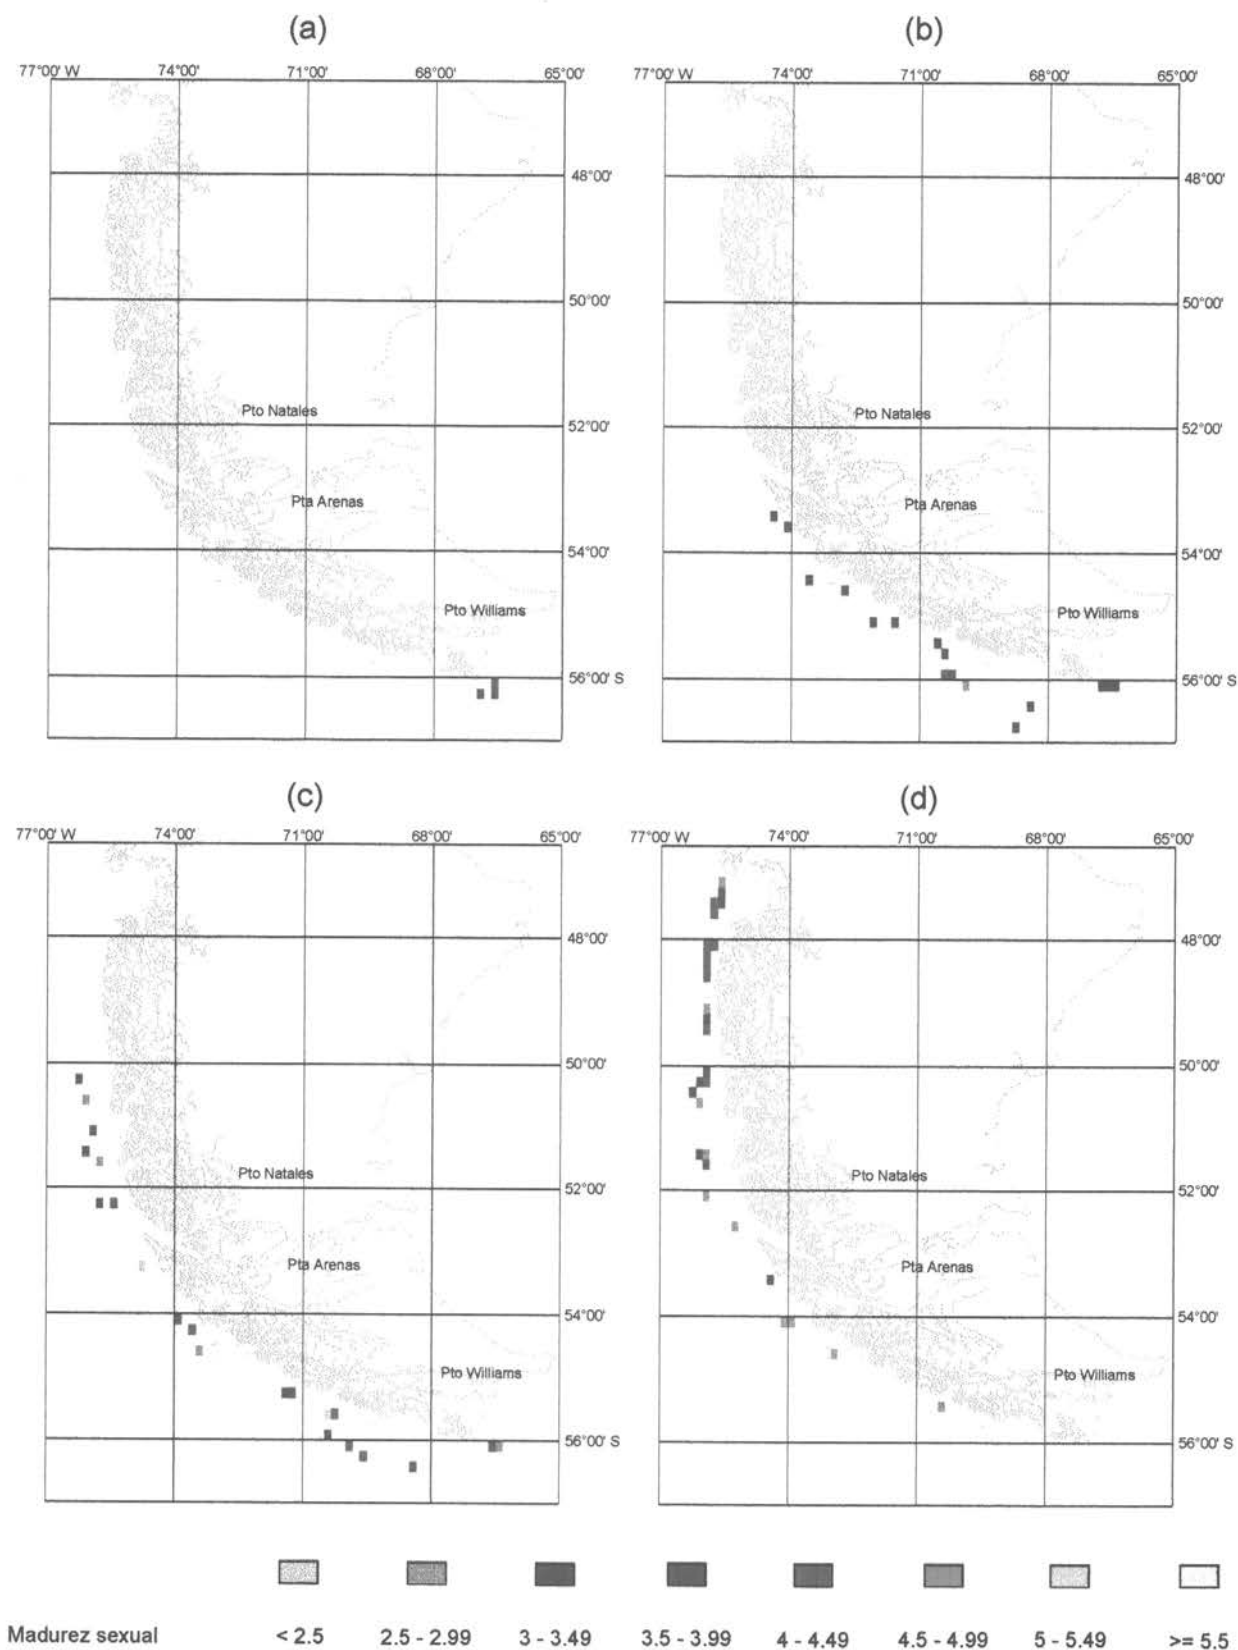 (a)
77°00' W 74°00' 71°00' 68°00' 65°00'
48°00'
50°00'
Pto Natales
52°00'
Pta Arenas
54°00'
Pto Williams
56°00' S
(b)
77°00' W 74°00' 71°00' 68°00' 65°00'
48°00'
50°00'
Pto Natales
52°00'
Pta Arenas
54°00'
Pto Williams
56°00' S
(c)
77°00' W 74°00' 71°00' 68°00' 65°00'
48°00'
50°00'
Pto Natales
52°00'
Pta Arenas
54°00'
Pto Williams
56°00' S
(d)
77°00' W 74°00' 71°00' 68°00' 65°00'
48°00'
50°00'
Pto Natales
52°00'
Pta Arenas
54°00'
Pto Williams
56°00' S
Madurez sexual < 2.5 2.5 - 2.99 3 - 3.49 3.5 - 3.99 4 - 4.49 4.5 - 4.99 5 - 5.49 >= 5.5